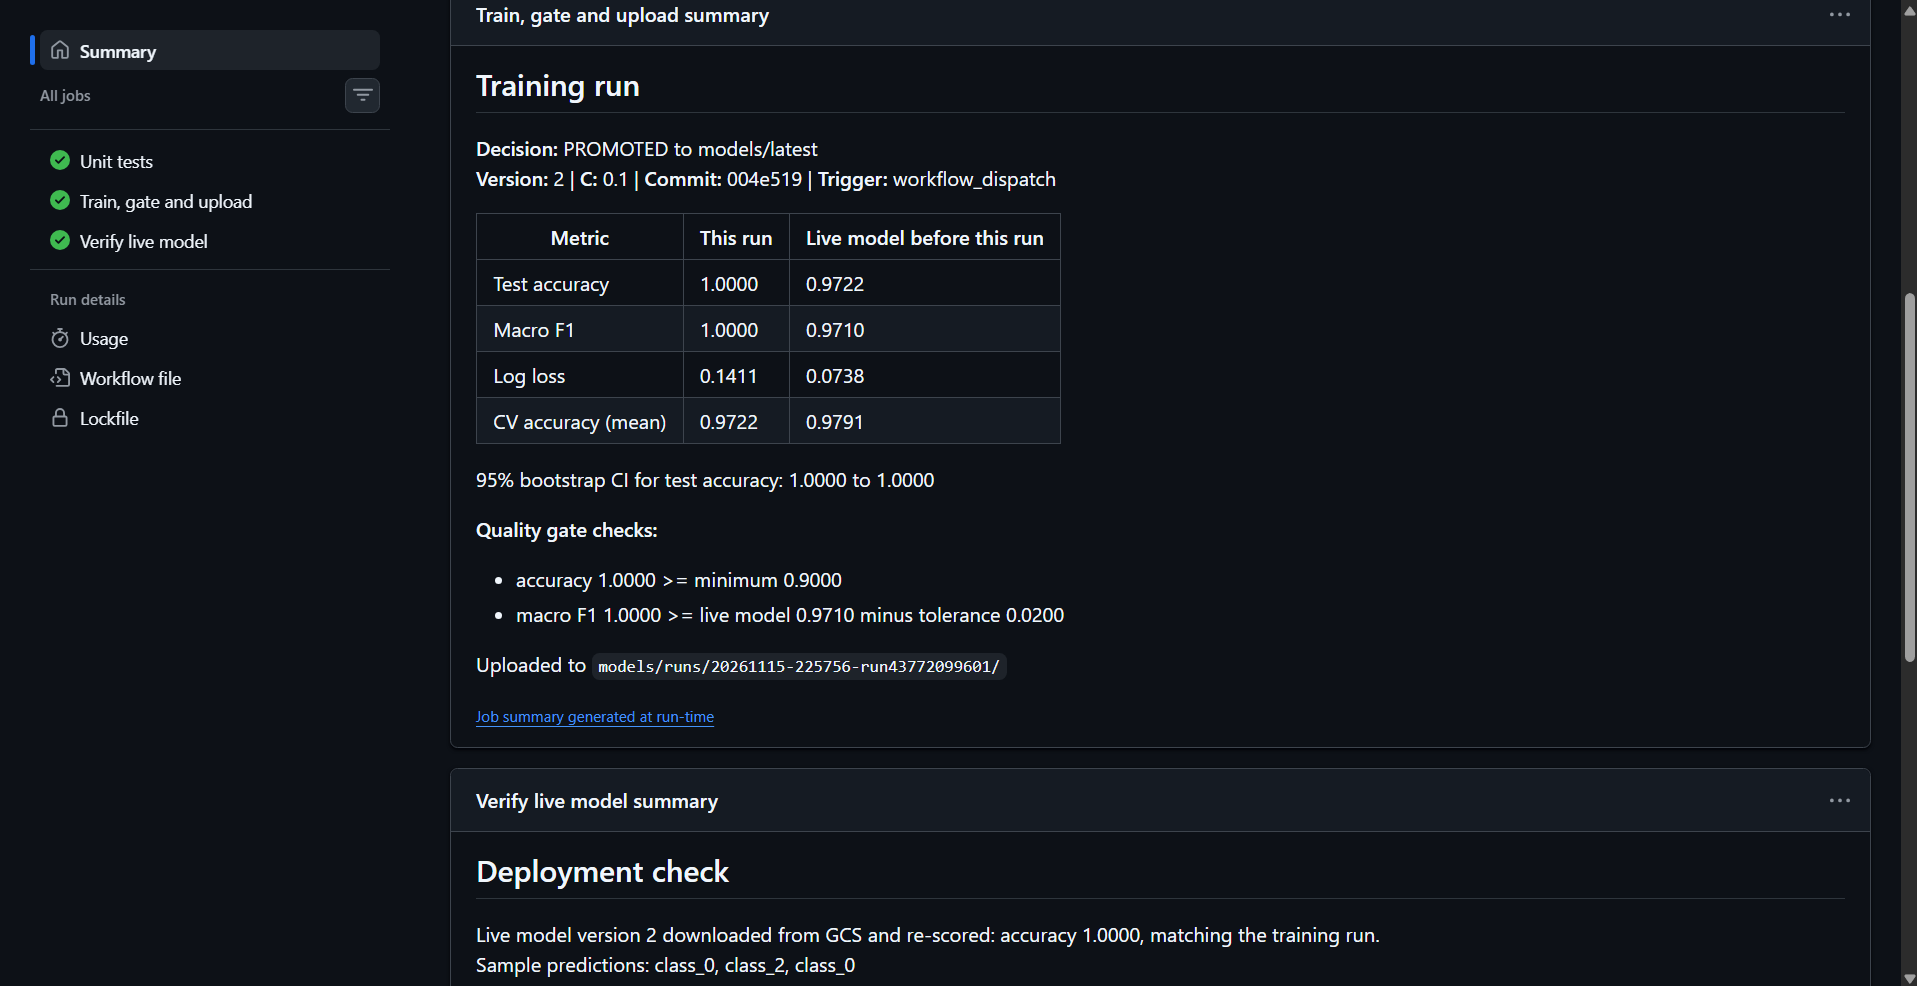 Summary
All jobs
Unit tests
Train, gate and upload
Verify live model
Run details
Usage
Workflow file
Lockfile
Train, gate and upload summary
Training run
Decision: PROMOTED to models/latest
Version: 2 | C: 0.1 | Commit: 004e519 | Trigger: workflow_dispatch
Metric This run Live model before this run
Test accuracy 1.0000 0.9722
Macro F1 1.0000 0.9710
Log loss 0.1411 0.0738
CV accuracy (mean) 0.9722 0.9791
95% bootstrap CI for test accuracy: 1.0000 to 1.0000
Quality gate checks:
accuracy 1.0000 >= minimum 0.9000
macro F1 1.0000 >= live model 0.9710 minus tolerance 0.0200
Uploaded to models/runs/20261115-225756-run43772099601/
Job summary generated at run-time
Verify live model summary
Deployment check
Live model version 2 downloaded from GCS and re-scored: accuracy 1.0000, matching the training run.
Sample predictions: class_0, class_2, class_0